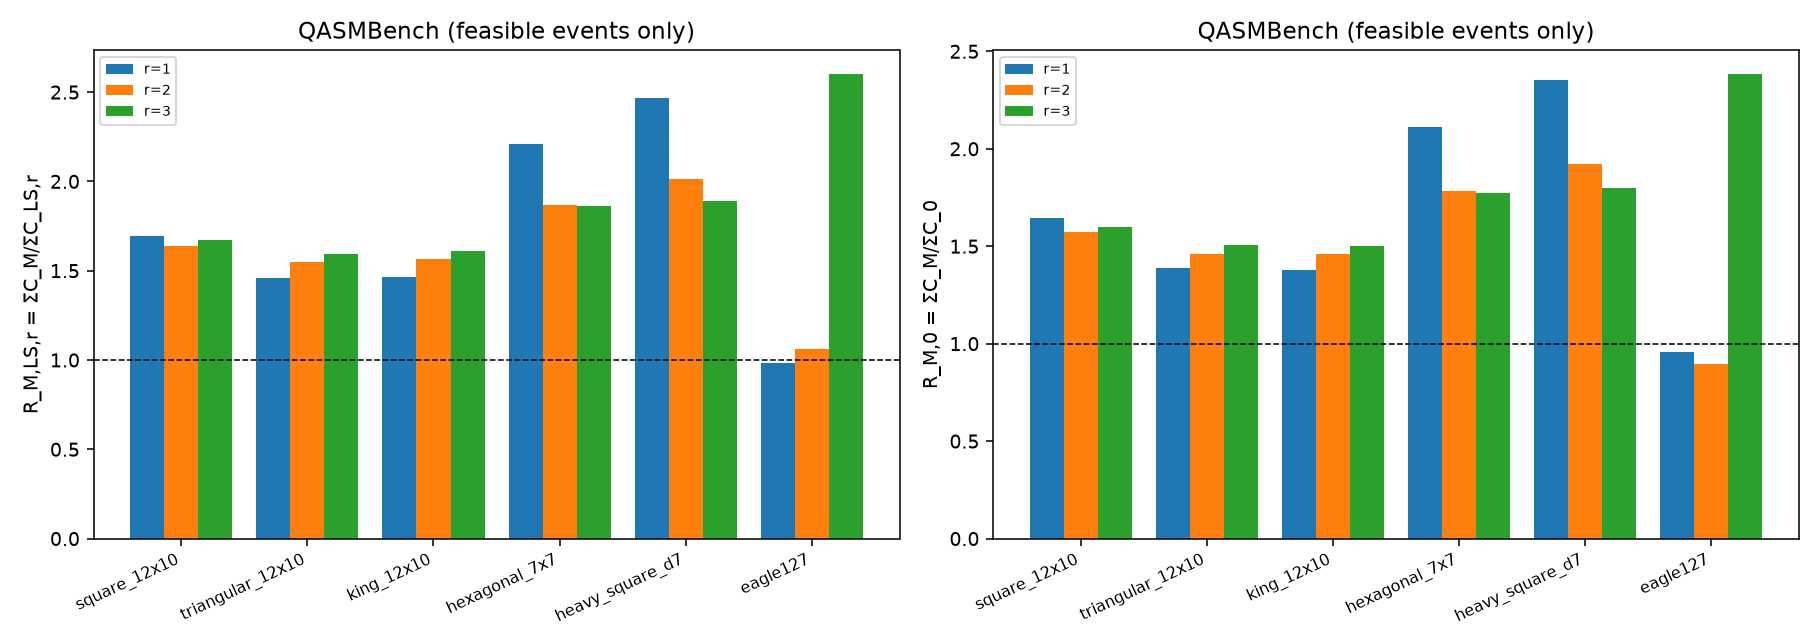 QASMBench (feasible events only)
R_M,LS,r = ΣC_M/ΣC_LS,r
2.5
2.0
1.5
1.0
0.5
0.0
r=1
r=2
r=3
square_12x10
triangular_12x10
king_12x10
hexagonal_7x7
heavy_square_d7
eagle127
QASMBench (feasible events only)
R_M,0 = ΣC_M/ΣC_0
2.5
2.0
1.5
1.0
0.5
0.0
r=1
r=2
r=3
square_12x10
triangular_12x10
king_12x10
hexagonal_7x7
heavy_square_d7
eagle127